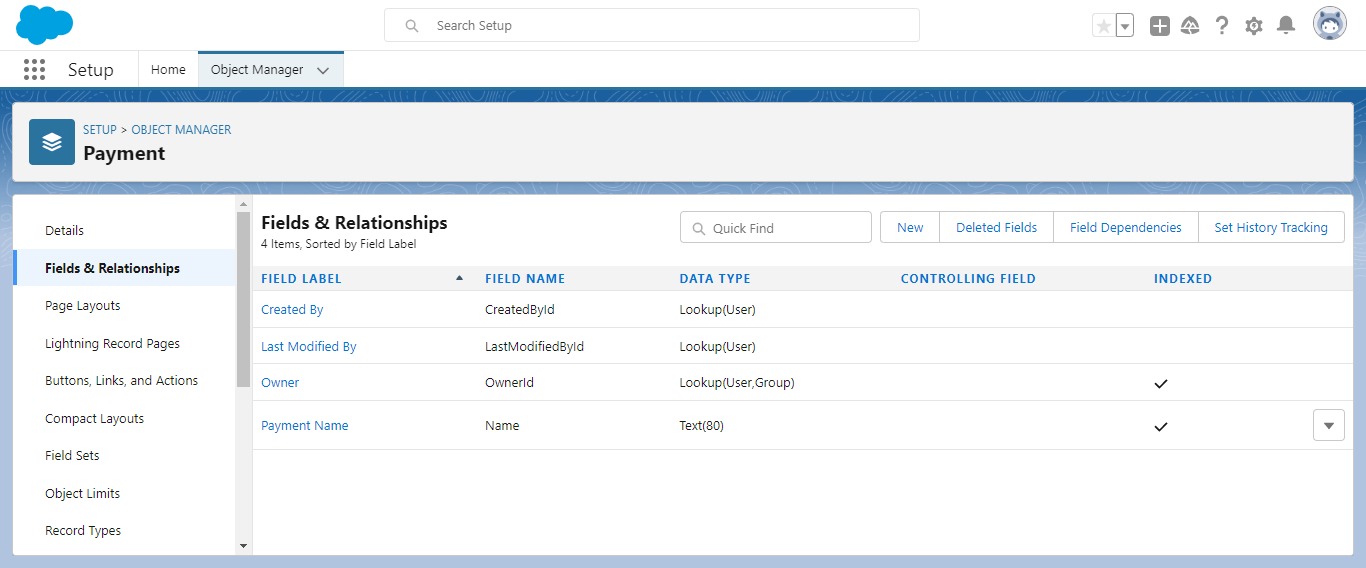 Search Setup
Setup Home Object Manager
SETUP > OBJECT MANAGER
Payment
Details
Fields & Relationships
Page Layouts
Lightning Record Pages
Buttons, Links, and Actions
Compact Layouts
Field Sets
Object Limits
Record Types
Fields & Relationships
4 Items, Sorted by Field Label
Quick Find New Deleted Fields Field Dependencies Set History Tracking
FIELD LABEL FIELD NAME DATA TYPE CONTROLLING FIELD INDEXED
Created By CreatedById Lookup(User)
Last Modified By LastModifiedById Lookup(User)
Owner OwnerId Lookup(User,Group)
Payment Name Name Text(80)